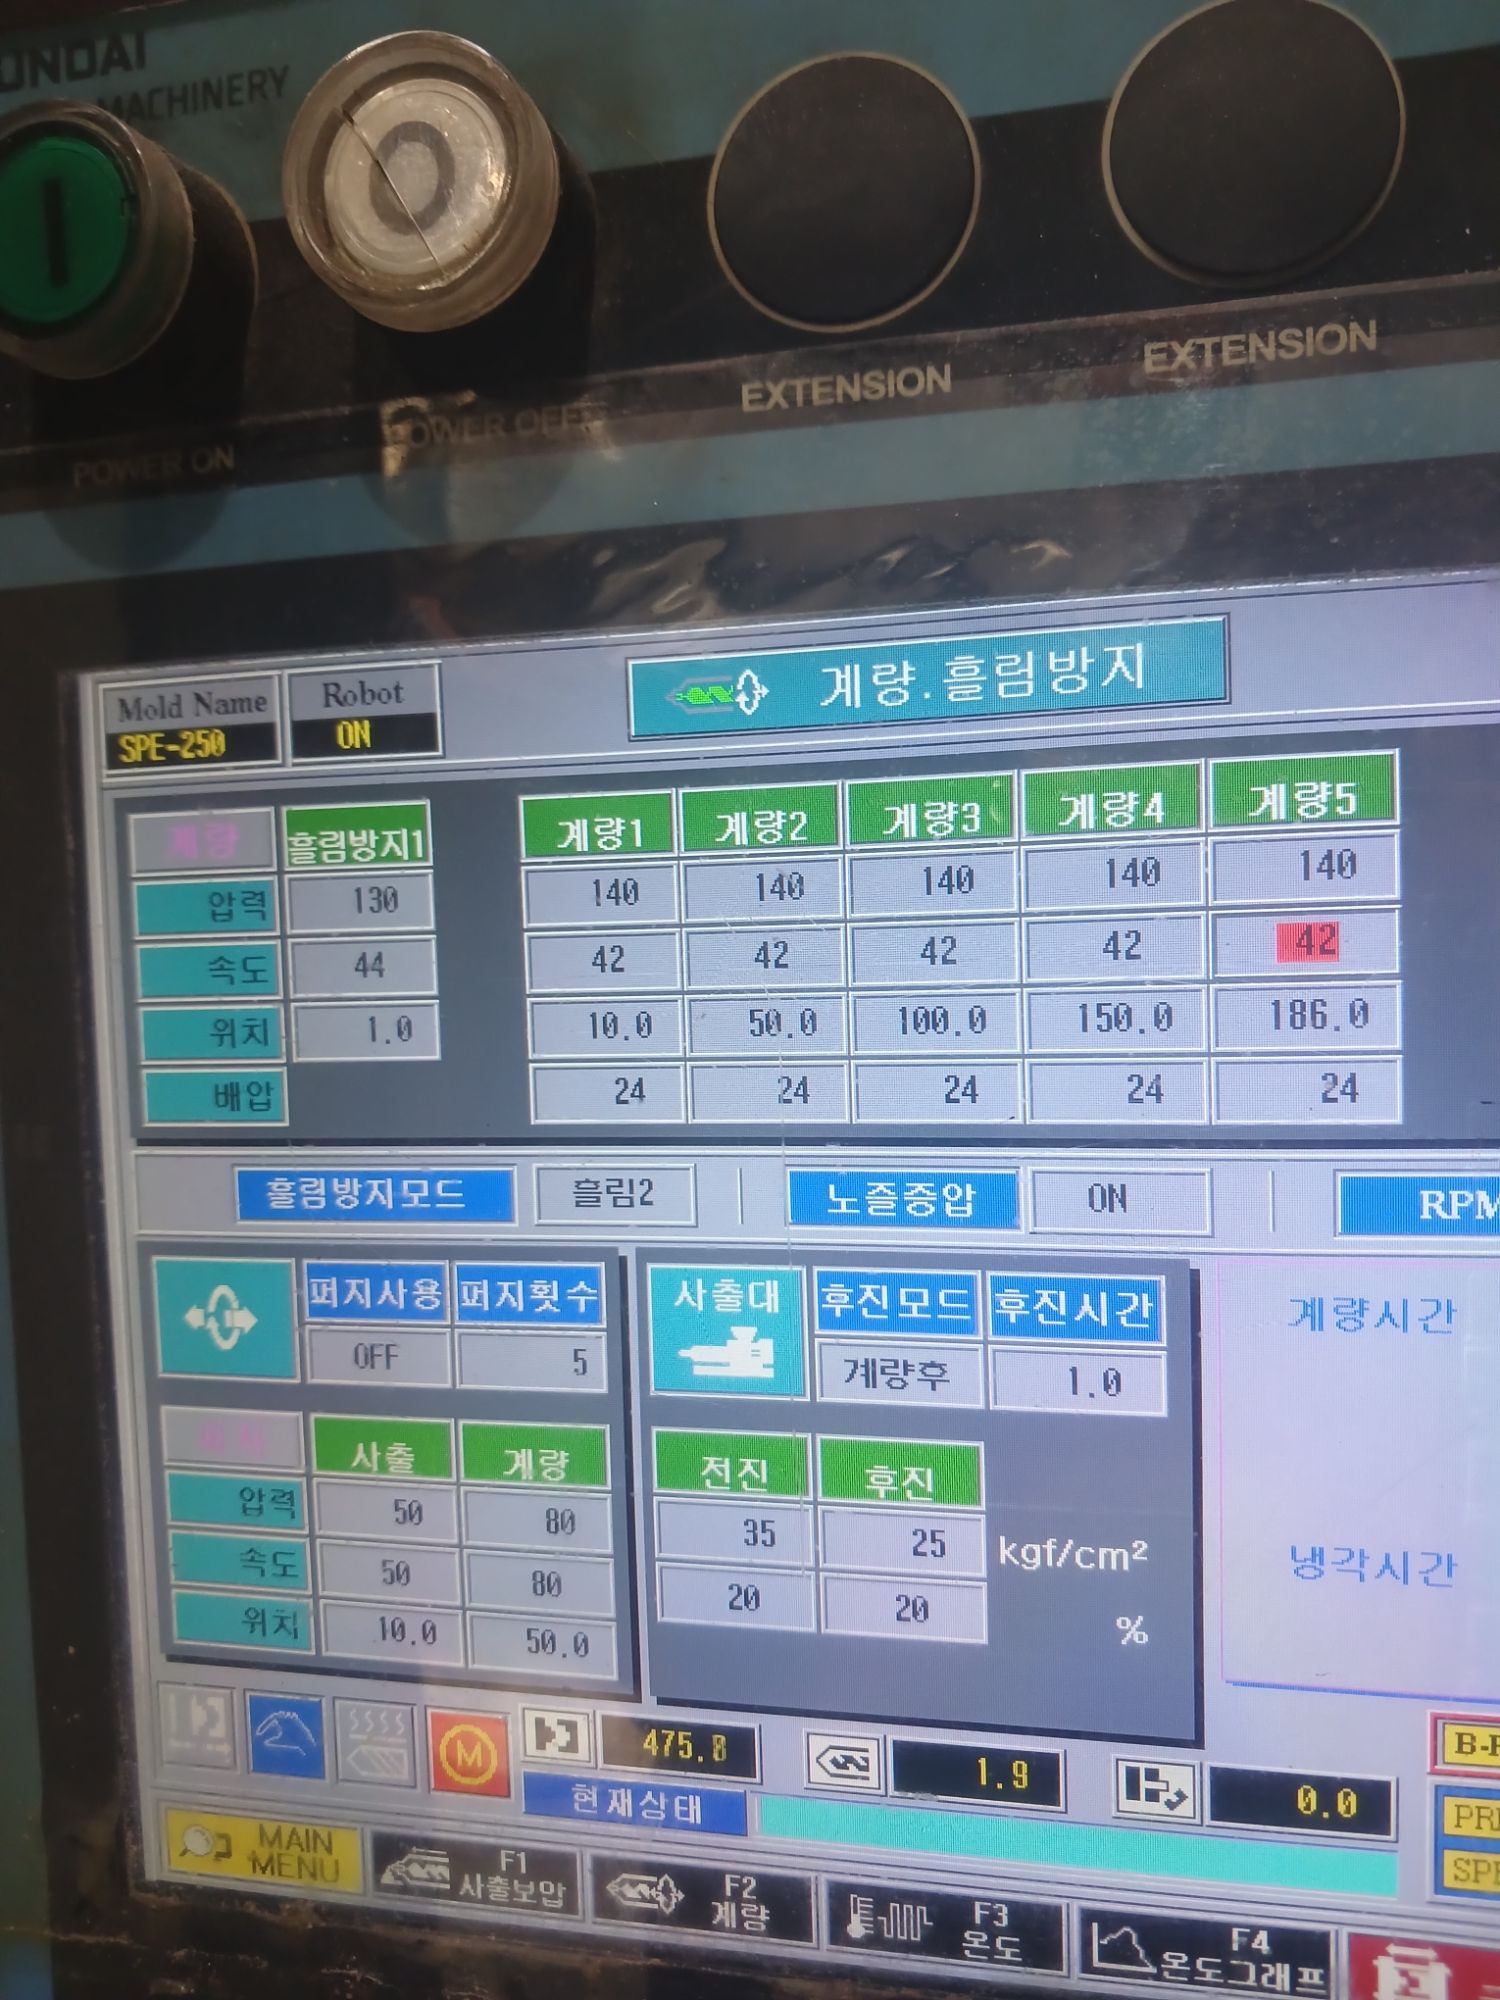 MACHINERY
POWER ON
POWER OFF
EXTENSION
EXTENSION
Mold Name
SPE-250
Robot
ON
계량.흘림방지
계량 흘림방지1 계량1 계량2 계량3 계량4 계량5
압력 130 140 140 140 140 140
속도 44 42 42 42 42 42
위치 1.0 10.0 50.0 100.0 150.0 186.0
배압 24 24 24 24 24
흘림방지모드 흘림2 노즐증압 ON
퍼지사용 퍼지횟수 사출대 후진모드 후진시간 계량시간
OFF 5 계량후 1.0
사출 계량 전진 후진
압력 50 80 35 25 kgf/cm²
속도 50 80 20 20 %
위치 10.0 50.0
냉각시간
M 475.8 1.9 0.0
현재상태
MAIN
MENU
F1
사출보압
F2
계량
F3
온도
F4
온도그래프